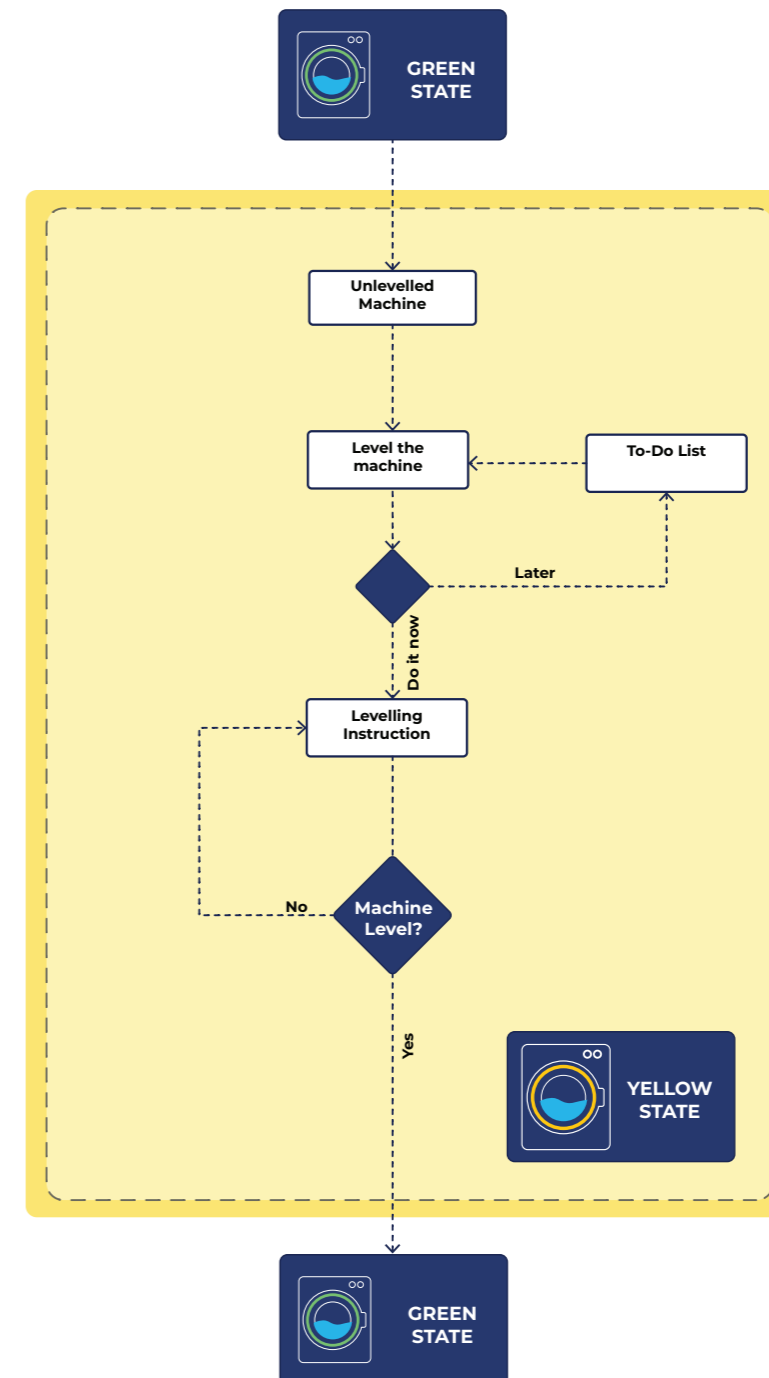 GREEN
STATE
Unlevelled
Machine
Level the
machine
To-Do List
Later
Do it now
Levelling
Instruction
No
Machine
Level?
Yes
YELLOW
STATE
GREEN
STATE